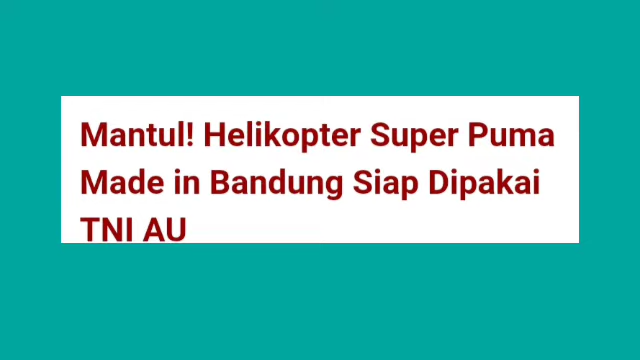 Mantul! Helikopter Super Puma
Made in Bandung Siap Dipakai
TNI AU